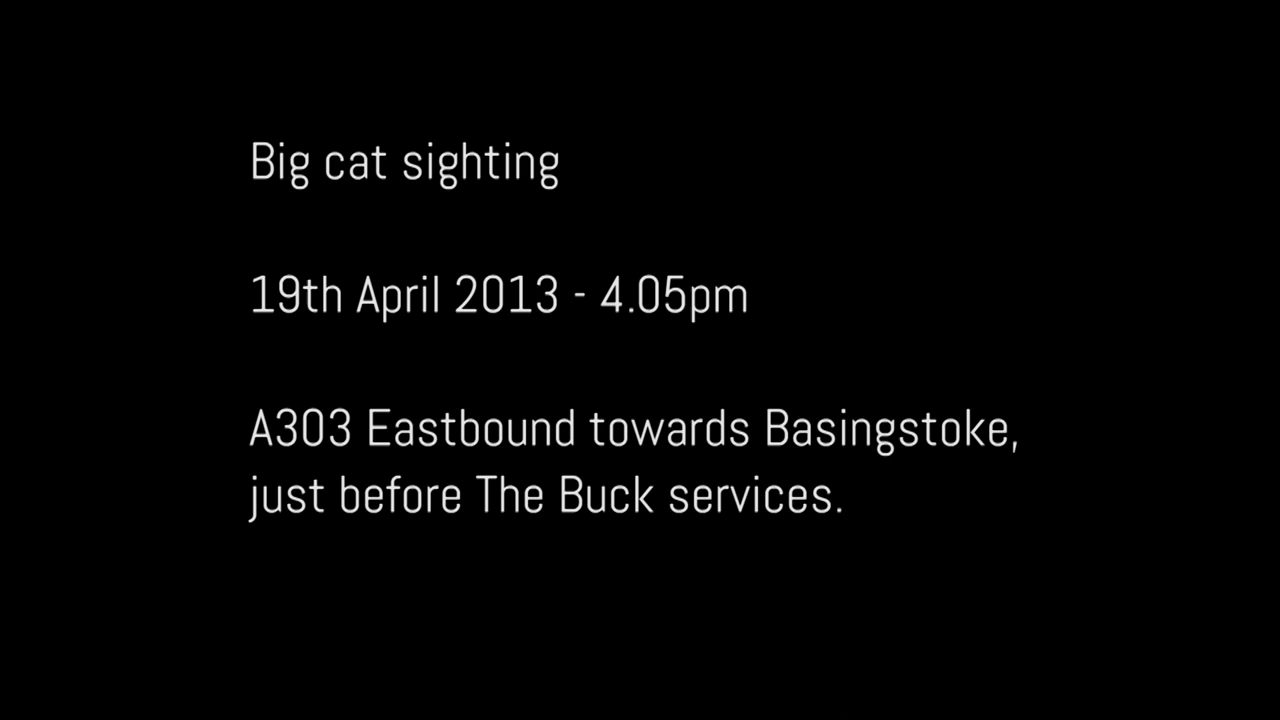 Big cat sighting
19th April 2013 - 4.05pm
A303 Eastbound towards Basingstoke,
just before The Buck services.